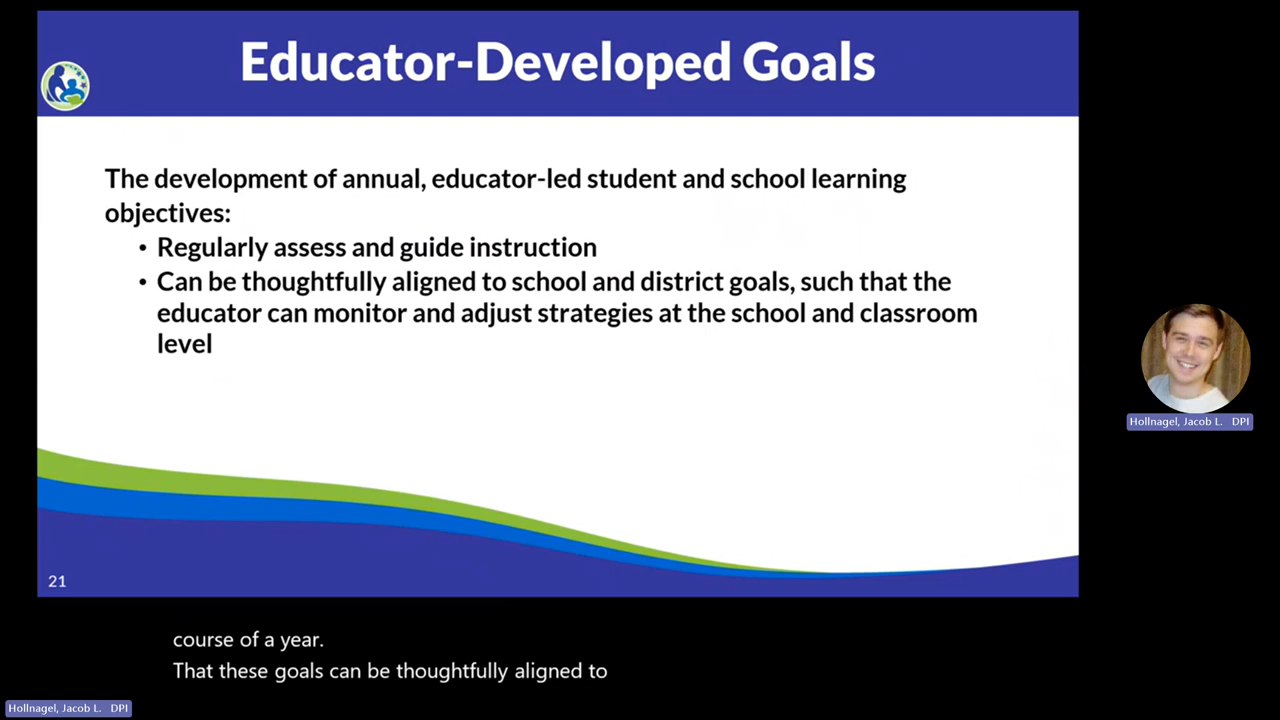 Educator-Developed Goals
The development of annual, educator-led student and school learning
objectives:
• Regularly assess and guide instruction
• Can be thoughtfully aligned to school and district goals, such that the
educator can monitor and adjust strategies at the school and classroom
level
Hollnagel, Jacob L. DPI
21
course of a year.
That these goals can be thoughtfully aligned to
Hollnagel, Jacob L. DPI